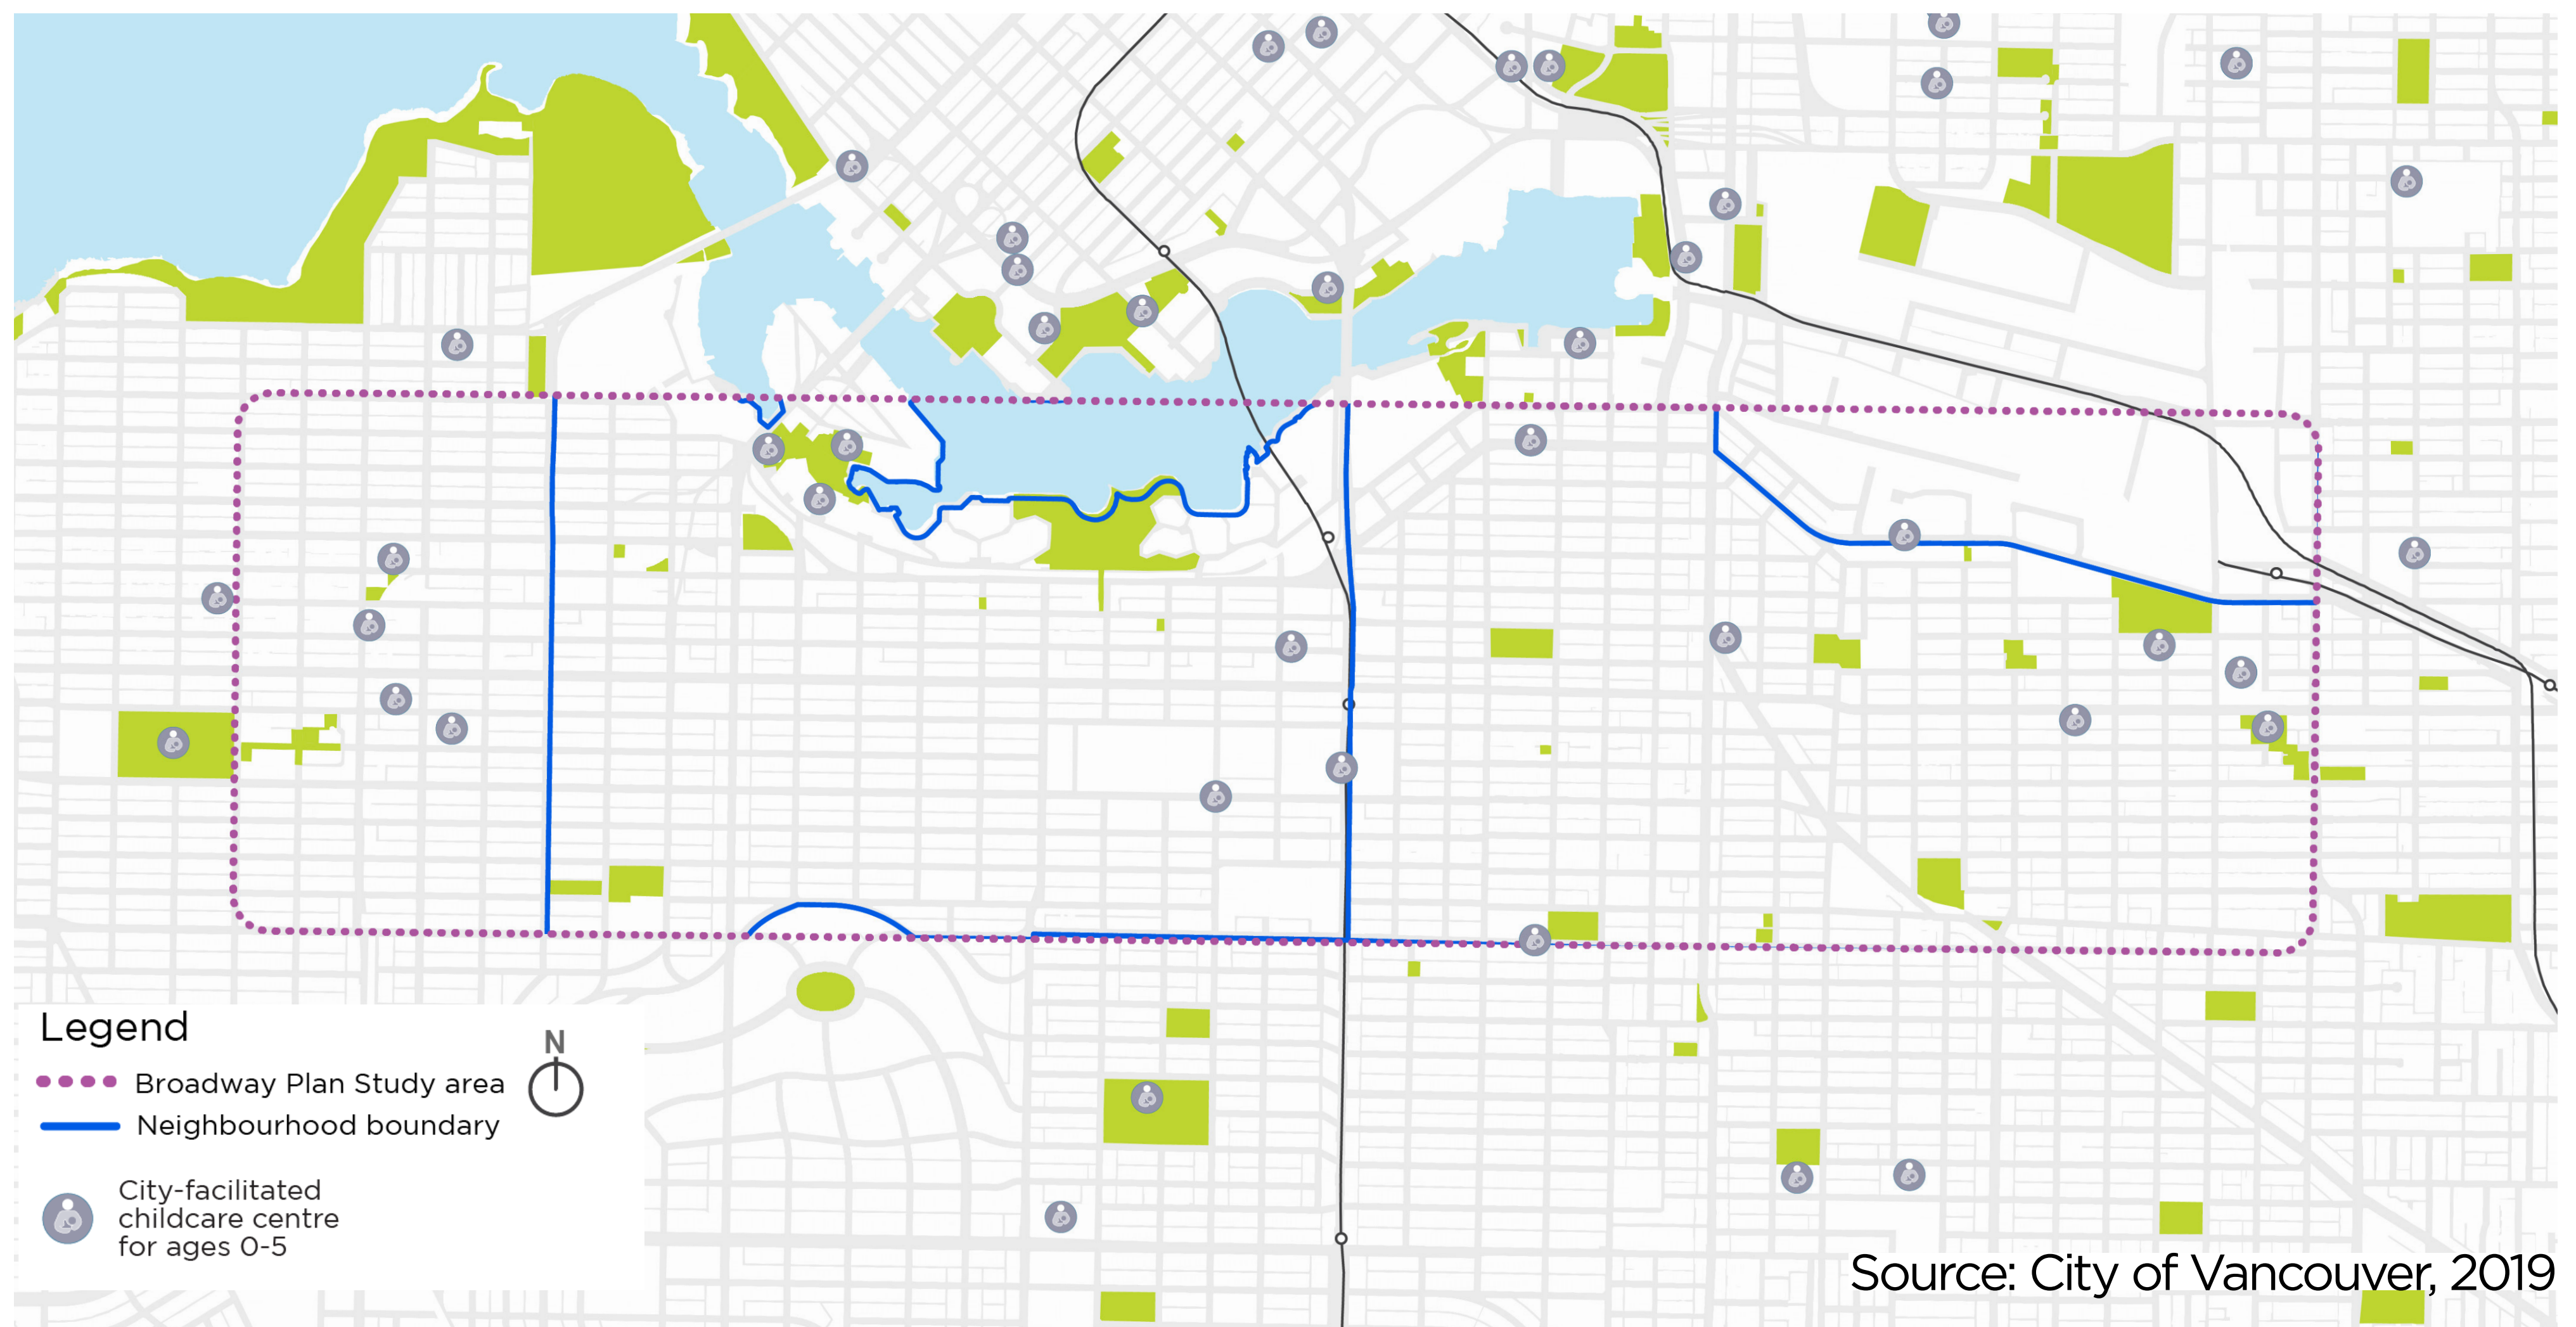 Legend
N
Broadway Plan Study area
Neighbourhood boundary
City-facilitated
childcare centre
for ages 0-5
Source: City of Vancouver, 2019